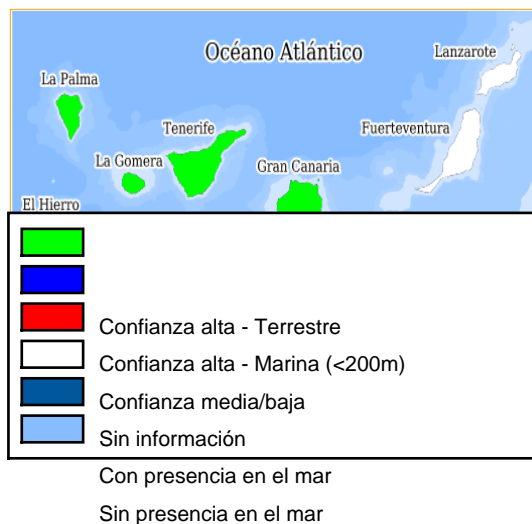 Océano Atlántico
Lanzarote
La Palma
Tenerife
Fuerteventura
La Gomera
Gran Canaria
El Hierro
Confianza alta - Terrestre
Confianza alta - Marina (<200m)
Confianza media/baja
Sin información
Con presencia en el mar
Sin presencia en el mar